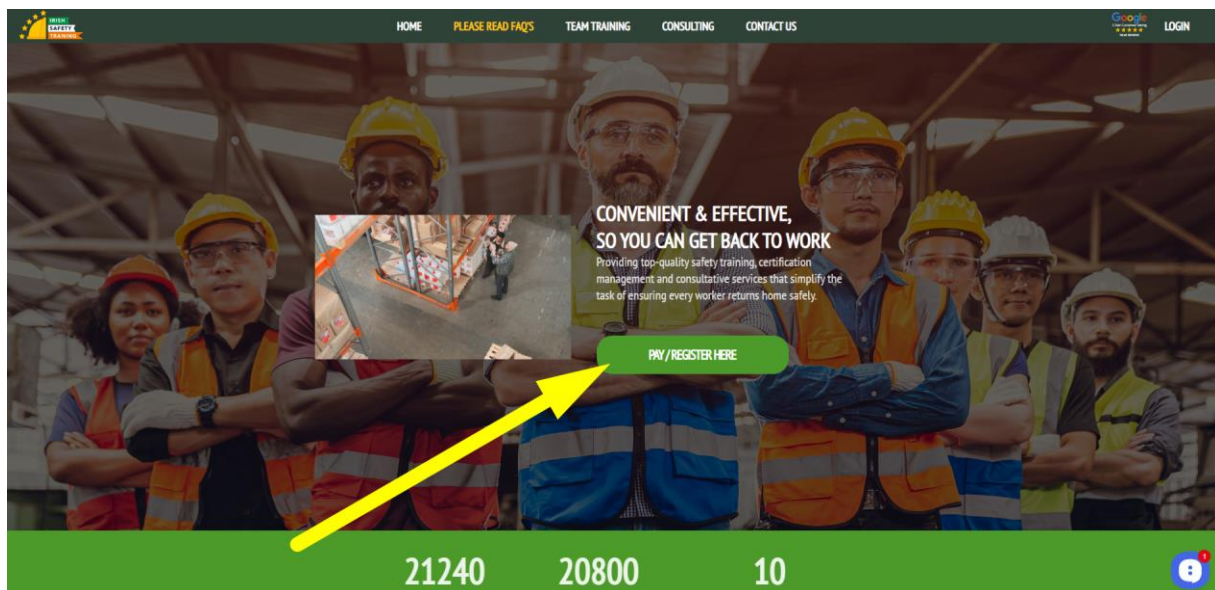 IRISH
SAFETY
TRAINING
HOME PLEASE READ FAQ'S TEAM TRAINING CONSULTING CONTACT US
Google
LOGIN
CONVENIENT & EFFECTIVE,
SO YOU CAN GET BACK TO WORK
Providing top-quality safety training, certification
management and consultative services that simplify the
task of ensuring every worker returns home safely.
PAY / REGISTER HERE
21240 20800 10
1